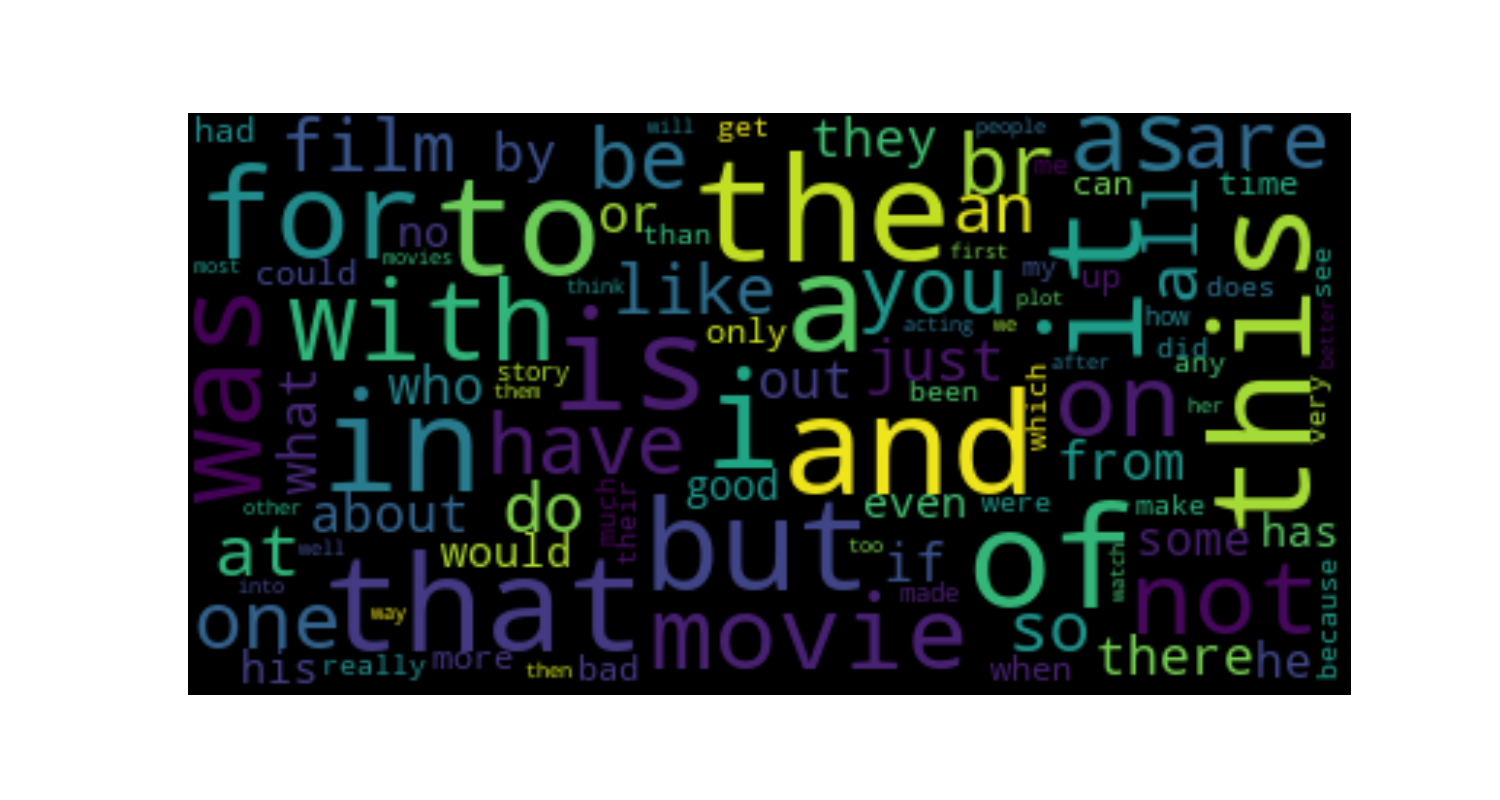 had film by be will get they br people me as are
for to or the an can all time
no than it this
most could movies with think like a you first my up does see
was is only acting we plot how did better
what who story them out just been after any her very
in have i and which on from
good even were make
other about do much their but too if of watch some has
at well would made not because
into one way that movie so
his really more then bad when there he